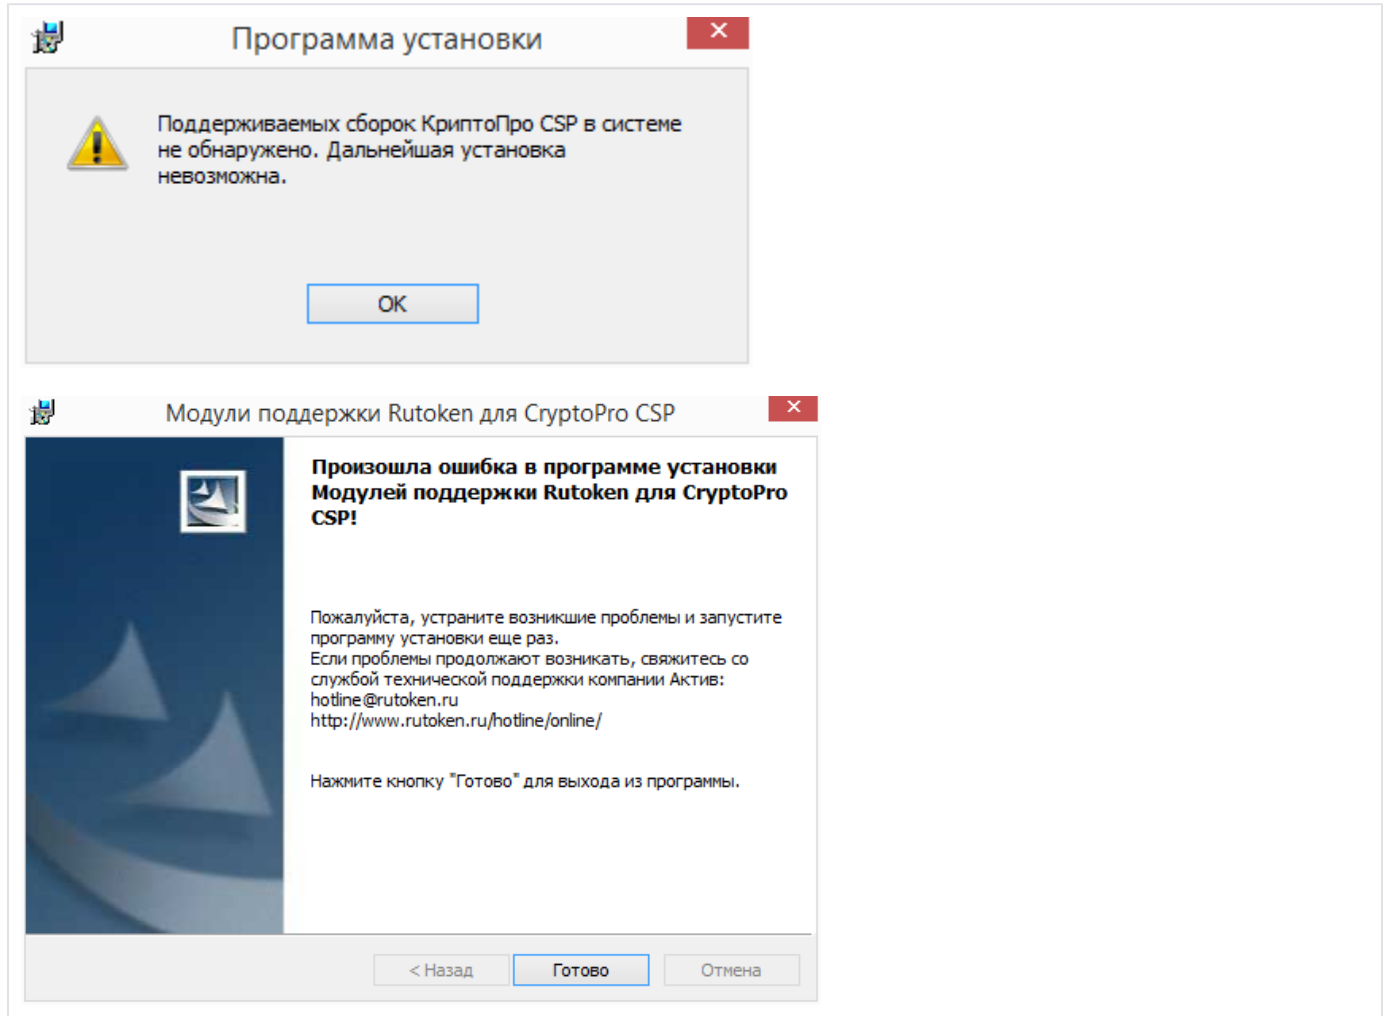 Программа установки
Поддерживаемых сборок КриптоПро CSP в системе
не обнаружено. Дальнейшая установка
невозможна.
OK
Модули поддержки Rutoken для CryptoPro CSP
Произошла ошибка в программе установки
Модулей поддержки Rutoken для CryptoPro
CSP!
Пожалуйста, устраните возникшие проблемы и запустите
программу установки еще раз.
Если проблемы продолжают возникать, свяжитесь со
службой технической поддержки компании Актив:
hotline@rutoken.ru
http://www.rutoken.ru/hotline/online/
Нажмите кнопку "Готово" для выхода из программы.
< Назад Готово Отмена